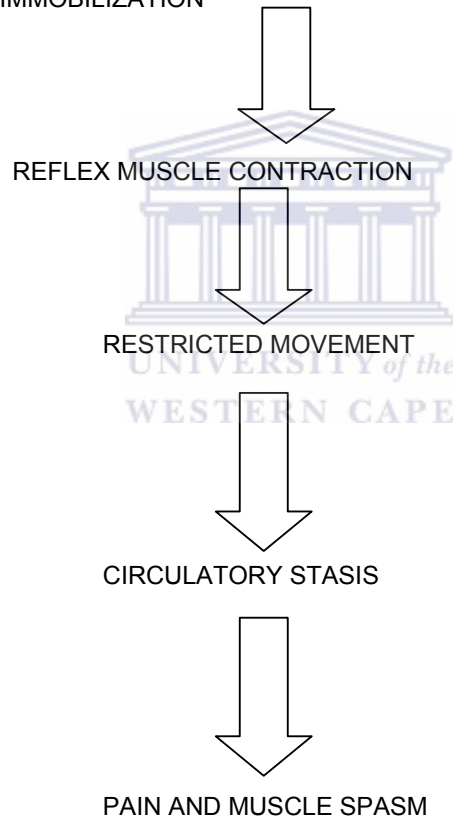 IMMOBILIZATION
REFLEX MUSCLE CONTRACTION
RESTRICTED MOVEMENT
UNIVERSITY of the
WESTERN CAPE
CIRCULATORY STASIS
PAIN AND MUSCLE SPASM